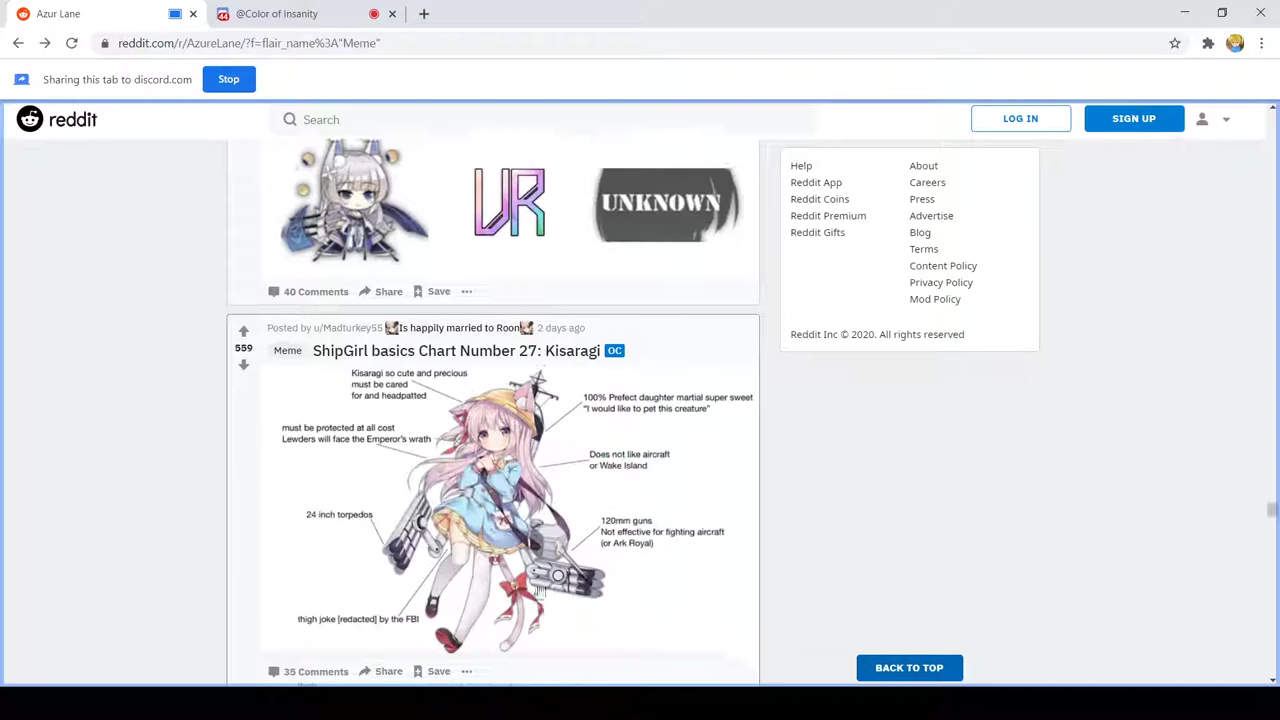 Azur Lane
@Color of Insanity
reddit.com/r/AzureLane/?f=flair_name%3A"Meme"
Sharing this tab to discord.com
Stop
reddit
Search
LOG IN
SIGN UP
UR
UNKNOWN
40 Comments
Share
Save
Help
About
Reddit App
Careers
Reddit Coins
Press
Reddit Premium
Advertise
Reddit Gifts
Blog
Terms
Content Policy
Privacy Policy
Mod Policy
Reddit Inc © 2020. All rights reserved
Posted by u/Madturkey55 Is happily married to Roon 2 days ago
559
Meme ShipGirl basics Chart Number 27: Kisaragi OC
Kisaragi so cute and precious
must be cared
for and headpatted
100% Prefect daughter martial super sweet
"I would like to pet this creature"
must be protected at all cost
Lewders will face the Emperor's wrath
Does not like aircraft
or Wake Island
24 inch torpedos
120mm guns
Not effective for fighting aircraft
(or Ark Royal)
thigh joke [redacted] by the FBI
35 Comments
Share
Save
BACK TO TOP